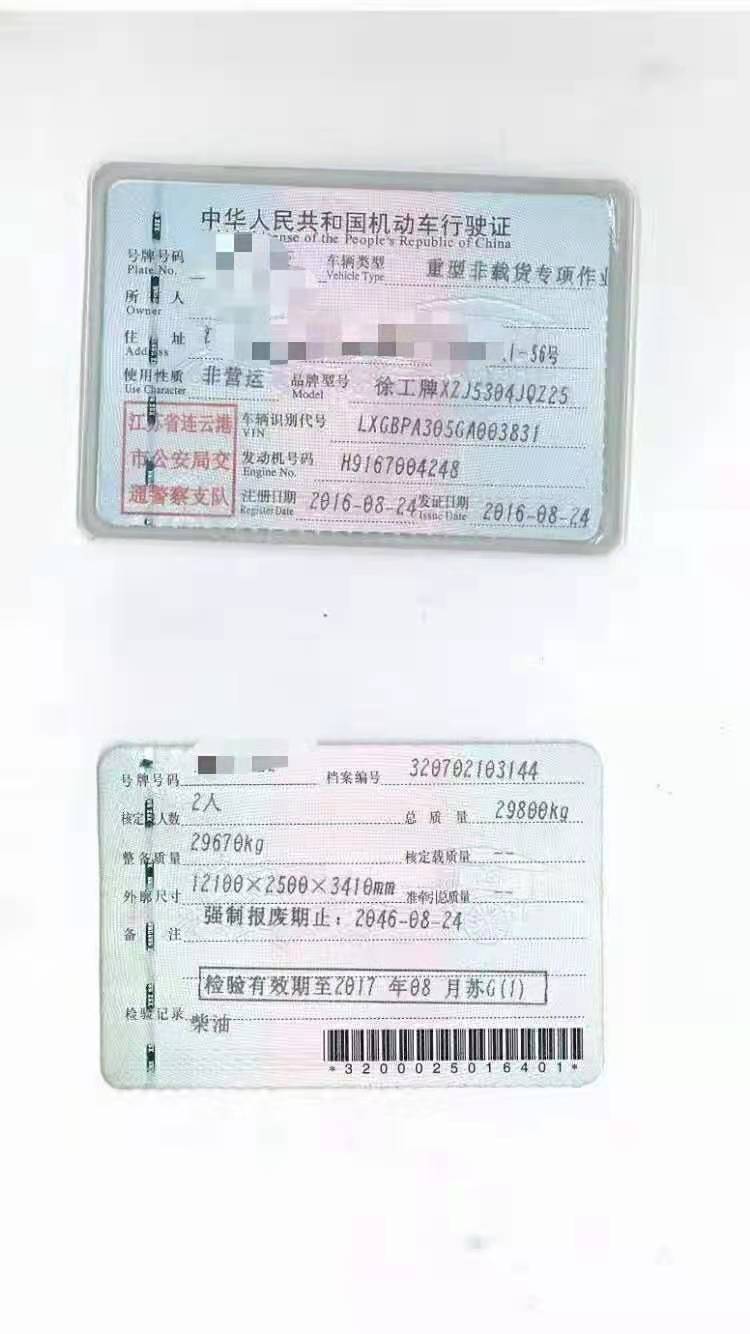 中华人民共和国机动车行驶证
ense of the People's Republic of China
号牌号码 Plate No. 车辆类型 Vehicle Type 重型非载货专项作业
所有人 Owner
住址 Address 1-56号
使用性质 Use Character 非营运 品牌型号 Model 徐工牌XZJ5304JQZ25
江苏省连云港
市公安局交
通警察支队
车辆识别代号 VIN LXGBPA305GA003831
发动机号码 Engine No. H9167004248
注册日期 Register Date 2016-08-24 发证日期 Issue Date 2016-08-24
号牌号码 档案编号 320702103144
核定载人数 2人 总质量 29800kg
整备质量 29670kg 核定载质量 --
外廓尺寸 12100×2500×3410mm 准牵引总质量 --
备注 强制报废期止：2046-08-24
检验有效期至2017 年08 月苏G(1)
检验记录 柴油
*3200025016401*